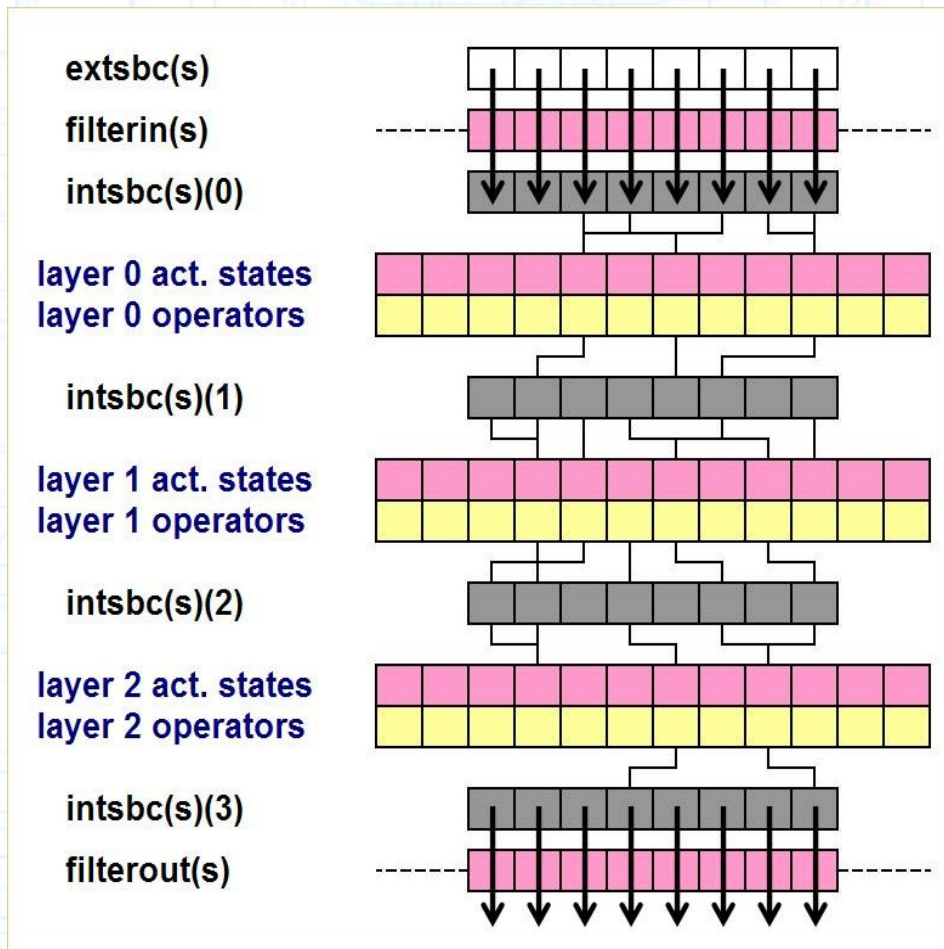 extsbc(s)
filterin(s)
intsbc(s)(0)
layer 0 act. states
layer 0 operators
intsbc(s)(1)
layer 1 act. states
layer 1 operators
intsbc(s)(2)
layer 2 act. states
layer 2 operators
intsbc(s)(3)
filterout(s)